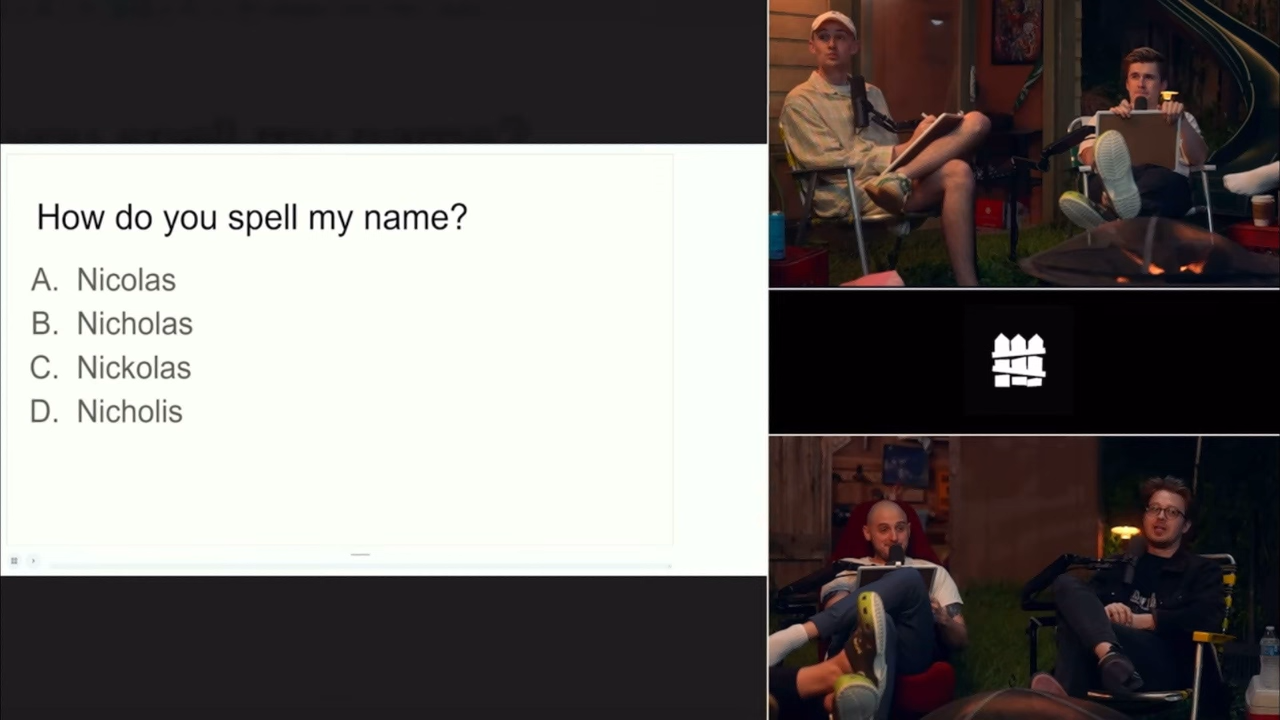 How do you spell my name?
A. Nicolas
B. Nicholas
C. Nickolas
D. Nicholis